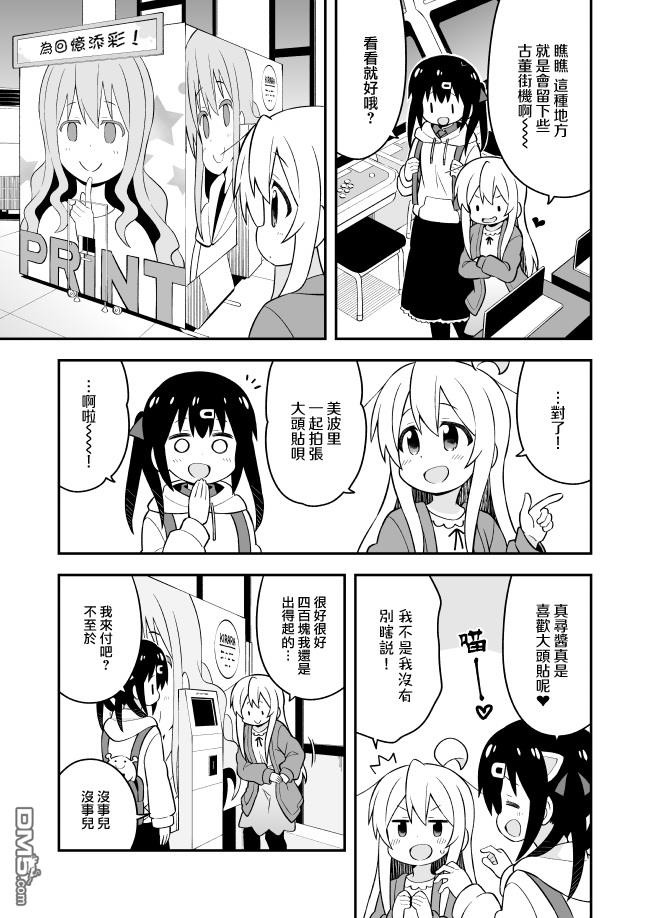 瞧瞧 這種地方
就是會留下些
古董街機啊~~~
看看就好哦?
為回憶添彩!
KIRARIN
PRiNT
…對了!
美波里
一起拍張
大頭貼唄
…啊啦
~~~!
真尋醬真是
喜歡大頭貼呢♥
喵—♥
我不是我沒有
別瞎說!
很好很好
四百塊我還是
出得起的…
KIRARIN
我來付吧?
不至於
沒事兒
沒事兒
DM5.com